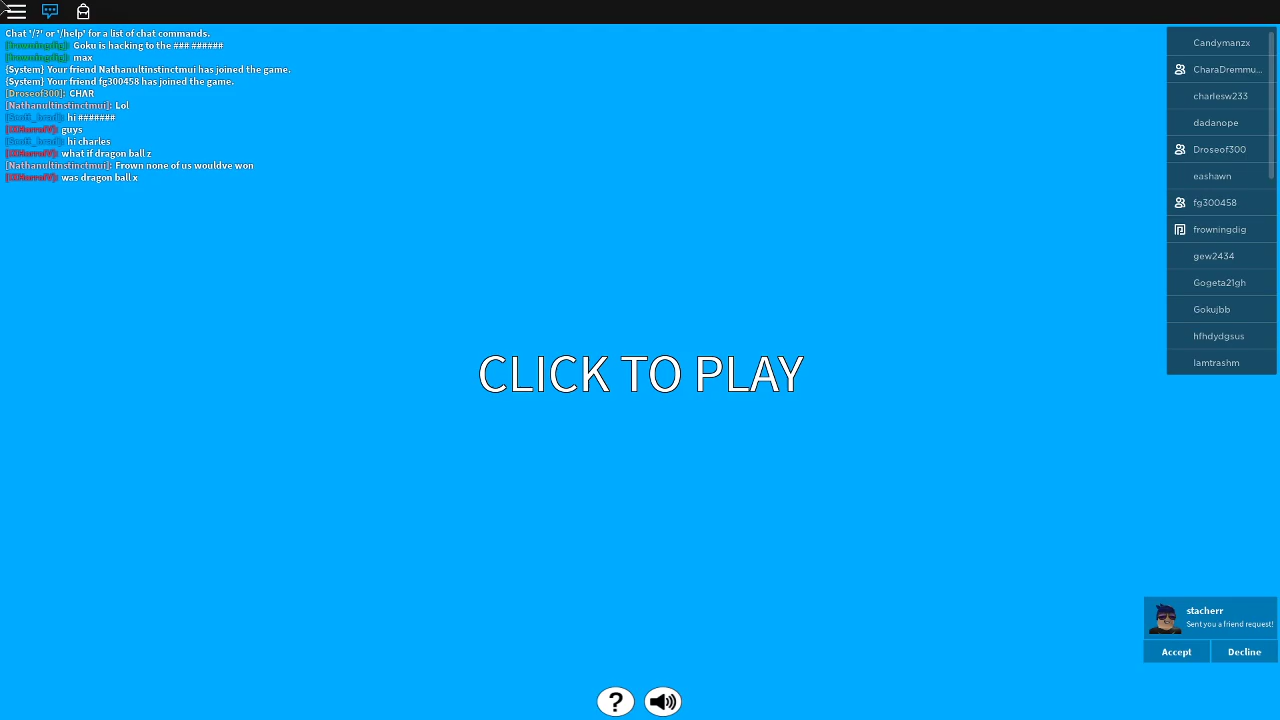 Chat '/?' or '/help' for a list of chat commands.
[frowningdig]: Goku is hacking to the ### ######
[frowningdig]: max
{System} Your friend Nathanultinstinctmui has joined the game.
{System} Your friend fg300458 has joined the game.
[Droseof300]: CHAR
[Nathanultinstinctmui]: Lol
hi #######
guys
hi charles
what if dragon ball z
[Nathanultinstinctmui]: Frown none of us wouldve won
was dragon ball x
Candymanzx
CharaDremmu...
charlesw233
dadanope
Droseof300
eashawn
fg300458
frowningdig
gew2434
Gogeta21gh
Gokujbb
hfhdydgsus
Iamtrashm
CLICK TO PLAY
stacherr
Sent you a friend request!
Accept Decline
?